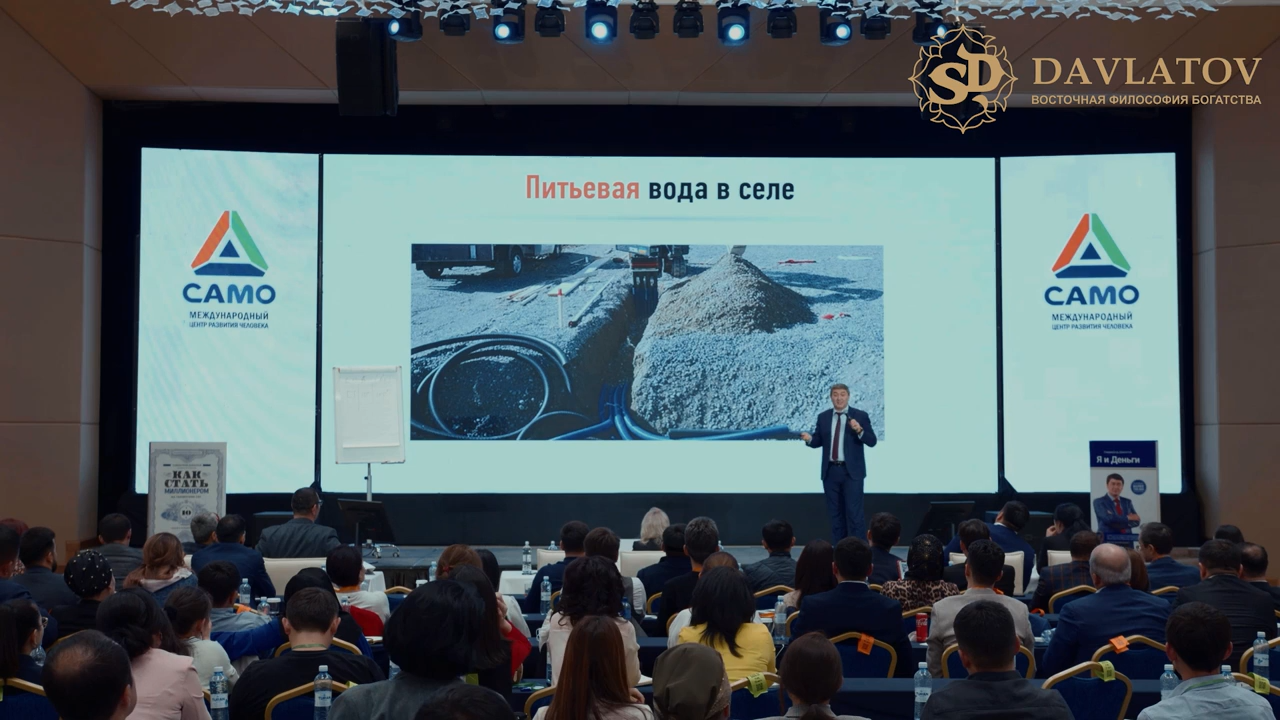 SD DAVLATOV
ВОСТОЧНАЯ ФИЛОСОФИЯ БОГАТСТВА
Питьевая вода в селе
САМО
МЕЖДУНАРОДНЫЙ
ЦЕНТР РАЗВИТИЯ ЧЕЛОВЕКА
САМО
МЕЖДУНАРОДНЫЙ
ЦЕНТР РАЗВИТИЯ ЧЕЛОВЕКА
КАК
СТАТЬ
МИЛЛИОНЕРОМ
10
Я и Деньги